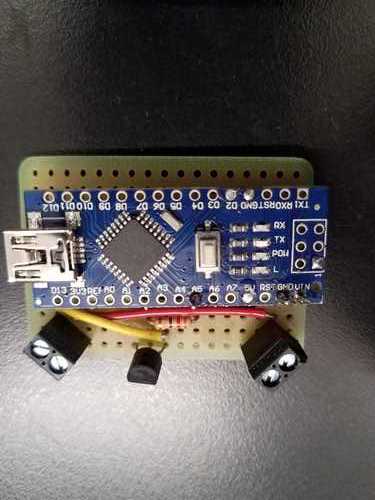 D12 D11 D10 D9 D8 D7 D6 D5 D4 D3 D2 GND RST RX0 TX1
RX
TX
POW
L
1
D13 3V3 REF A0 A1 A2 A3 A4 A5 A6 A7 5V RST GND VIN